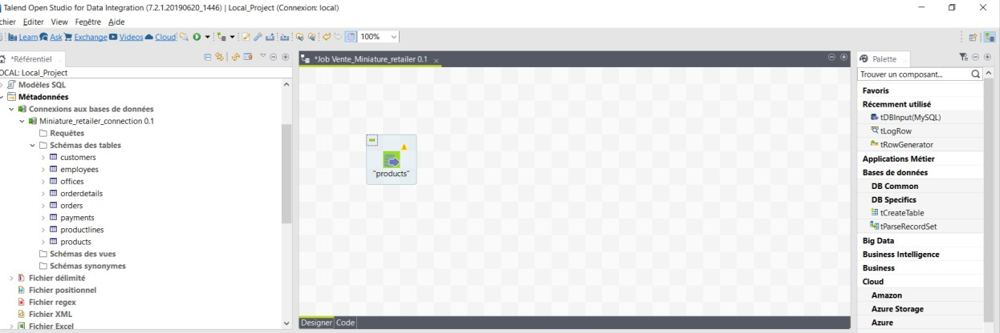 Talend Open Studio for Data Integration (7.2.1.20190620_1446) | Local_Project (Connexion: local)
chier Editer View Fenêtre Aide
Learn Ask Exchange Videos Cloud 100%
*Référentiel
OCAL: Local_Project
Modèles SQL
Métadonnées
Connexions aux bases de données
Miniature_retailer_connection 0.1
Requêtes
Schémas des tables
customers
employees
offices
orderdetails
orders
payments
productlines
products
Schémas des vues
Schémas synonymes
Fichier délimité
Fichier positionnel
Fichier regex
Fichier XML
Fichier Excel
*Job Vente_Miniature_retailer 0.1
"products"
Designer Code
Palette
Trouver un composant...
Favoris
Récemment utilisé
tDBInput(MySQL)
tLogRow
tRowGenerator
Applications Métier
Bases de données
DB Common
DB Specifics
tCreateTable
tParseRecordSet
Big Data
Business Intelligence
Business
Cloud
Amazon
Azure Storage
Azure